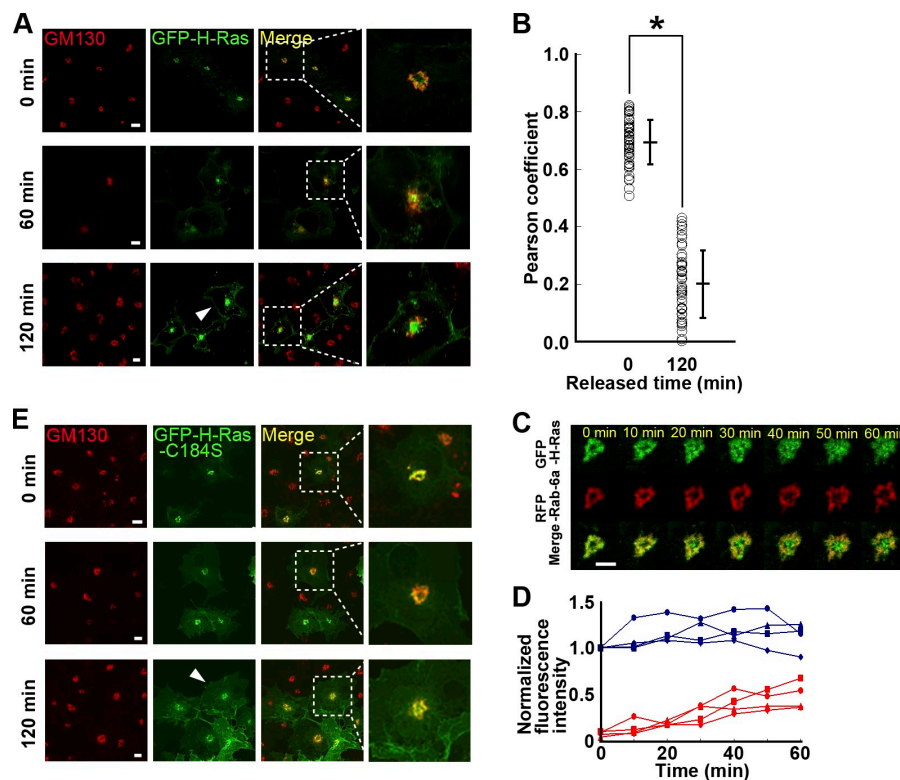 A
GM130 GFP-H-Ras Merge
0 min
60 min
120 min
B
*
Pearson coefficient
1.0
0.8
0.6
0.4
0.2
0.0
0 120
Released time (min)
E
GM130 GFP-H-Ras Merge
-C184S
0 min
60 min
120 min
C
0 min 10 min 20 min 30 min 40 min 50 min 60 min
GFP
-H-Ras
RFP
-Rab-6a
Merge
D
Normalized
fluorescence
intensity
1.5
1.0
0.5
0
0 20 40 60
Time (min)